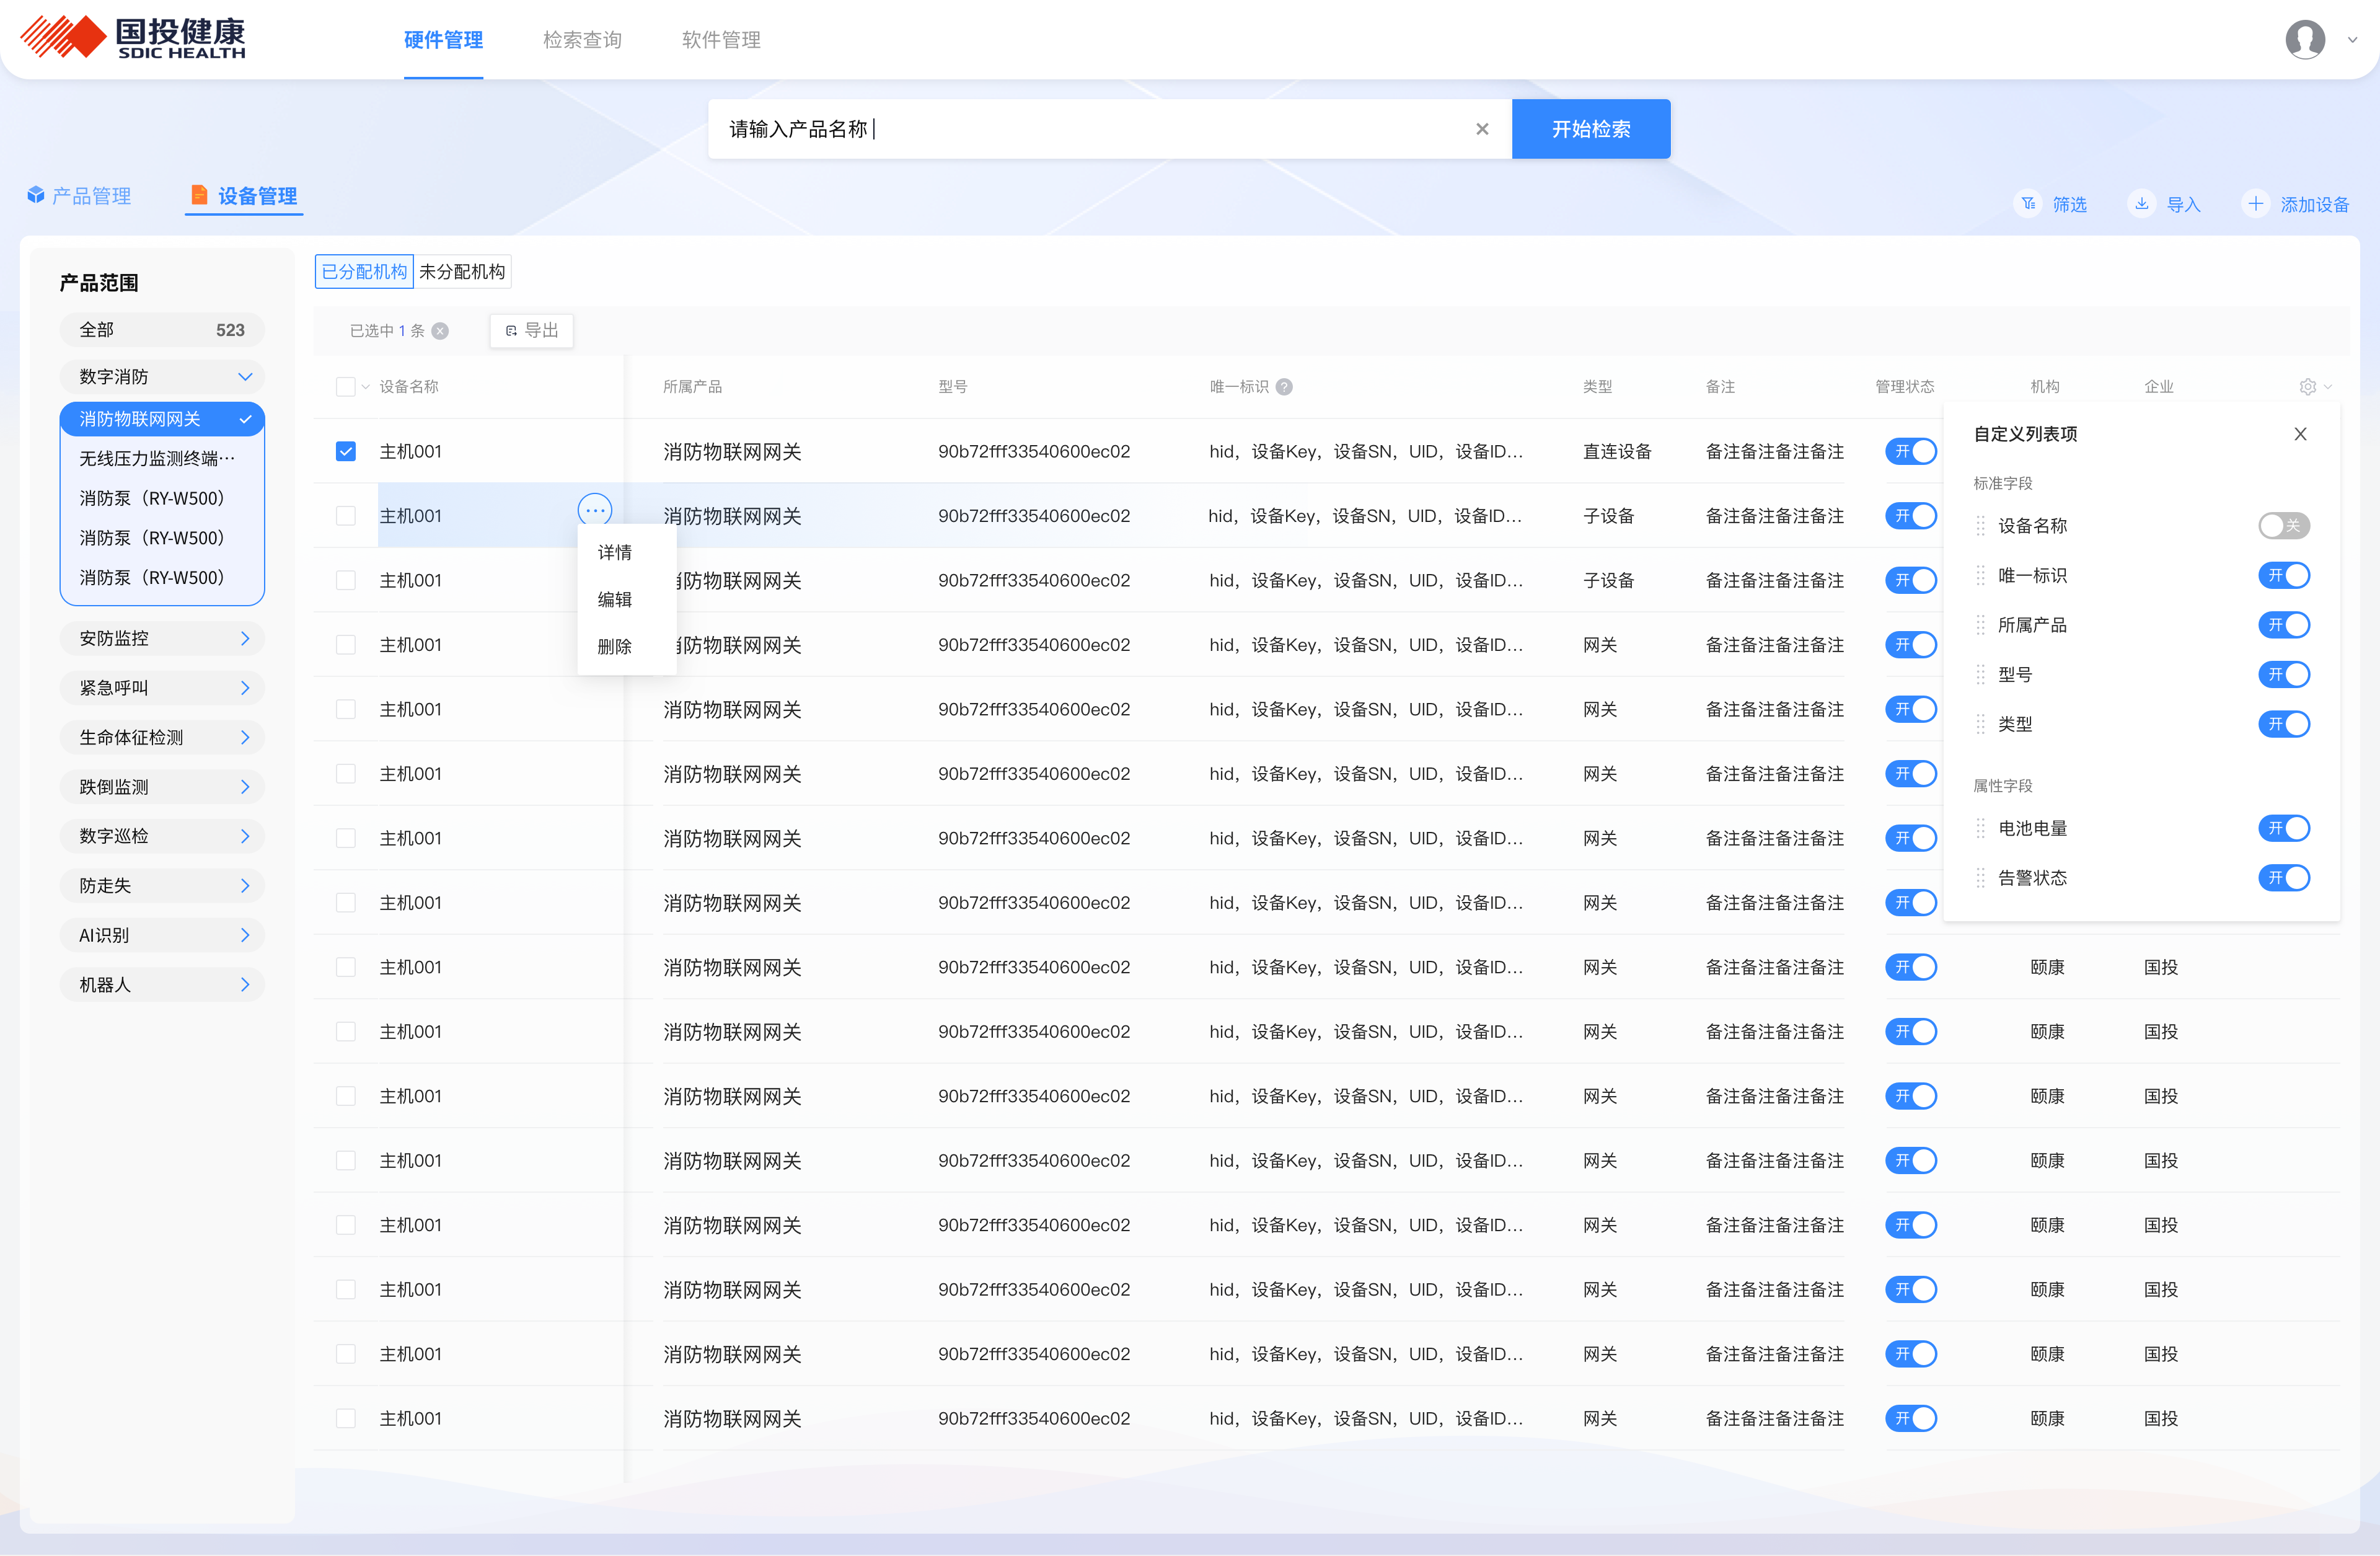 国投健康
SDIC HEALTH
硬件管理 检索查询 软件管理
请输入产品名称
开始检索
产品管理 设备管理
筛选 导入 添加设备
产品范围
全部 523
数字消防
消防物联网网关
无线压力监测终端…
消防泵（RY-W500）
消防泵（RY-W500）
消防泵（RY-W500）
安防监控
紧急呼叫
生命体征检测
跌倒监测
数字巡检
防走失
AI识别
机器人
已分配机构 未分配机构
已选中 1 条 导出
设备名称 所属产品 型号 唯一标识 ? 类型 备注 管理状态 机构 企业
主机001 消防物联网网关 90b72fff33540600ec02 hid，设备Key，设备SN，UID，设备ID… 直连设备 备注备注备注备注 开
主机001 消防物联网网关 90b72fff33540600ec02 hid，设备Key，设备SN，UID，设备ID… 子设备 备注备注备注备注 开
主机001 消防物联网网关 90b72fff33540600ec02 hid，设备Key，设备SN，UID，设备ID… 子设备 备注备注备注备注 开
主机001 消防物联网网关 90b72fff33540600ec02 hid，设备Key，设备SN，UID，设备ID… 网关 备注备注备注备注 开
主机001 消防物联网网关 90b72fff33540600ec02 hid，设备Key，设备SN，UID，设备ID… 网关 备注备注备注备注 开
主机001 消防物联网网关 90b72fff33540600ec02 hid，设备Key，设备SN，UID，设备ID… 网关 备注备注备注备注 开
主机001 消防物联网网关 90b72fff33540600ec02 hid，设备Key，设备SN，UID，设备ID… 网关 备注备注备注备注 开
主机001 消防物联网网关 90b72fff33540600ec02 hid，设备Key，设备SN，UID，设备ID… 网关 备注备注备注备注 开
主机001 消防物联网网关 90b72fff33540600ec02 hid，设备Key，设备SN，UID，设备ID… 网关 备注备注备注备注 开 颐康 国投
主机001 消防物联网网关 90b72fff33540600ec02 hid，设备Key，设备SN，UID，设备ID… 网关 备注备注备注备注 开 颐康 国投
主机001 消防物联网网关 90b72fff33540600ec02 hid，设备Key，设备SN，UID，设备ID… 网关 备注备注备注备注 开 颐康 国投
主机001 消防物联网网关 90b72fff33540600ec02 hid，设备Key，设备SN，UID，设备ID… 网关 备注备注备注备注 开 颐康 国投
主机001 消防物联网网关 90b72fff33540600ec02 hid，设备Key，设备SN，UID，设备ID… 网关 备注备注备注备注 开 颐康 国投
主机001 消防物联网网关 90b72fff33540600ec02 hid，设备Key，设备SN，UID，设备ID… 网关 备注备注备注备注 开 颐康 国投
主机001 消防物联网网关 90b72fff33540600ec02 hid，设备Key，设备SN，UID，设备ID… 网关 备注备注备注备注 开 颐康 国投
主机001 消防物联网网关 90b72fff33540600ec02 hid，设备Key，设备SN，UID，设备ID… 网关 备注备注备注备注 开 颐康 国投
详情
编辑
删除
自定义列表项
标准字段
设备名称 关
唯一标识 开
所属产品 开
型号 开
类型 开
属性字段
电池电量 开
告警状态 开